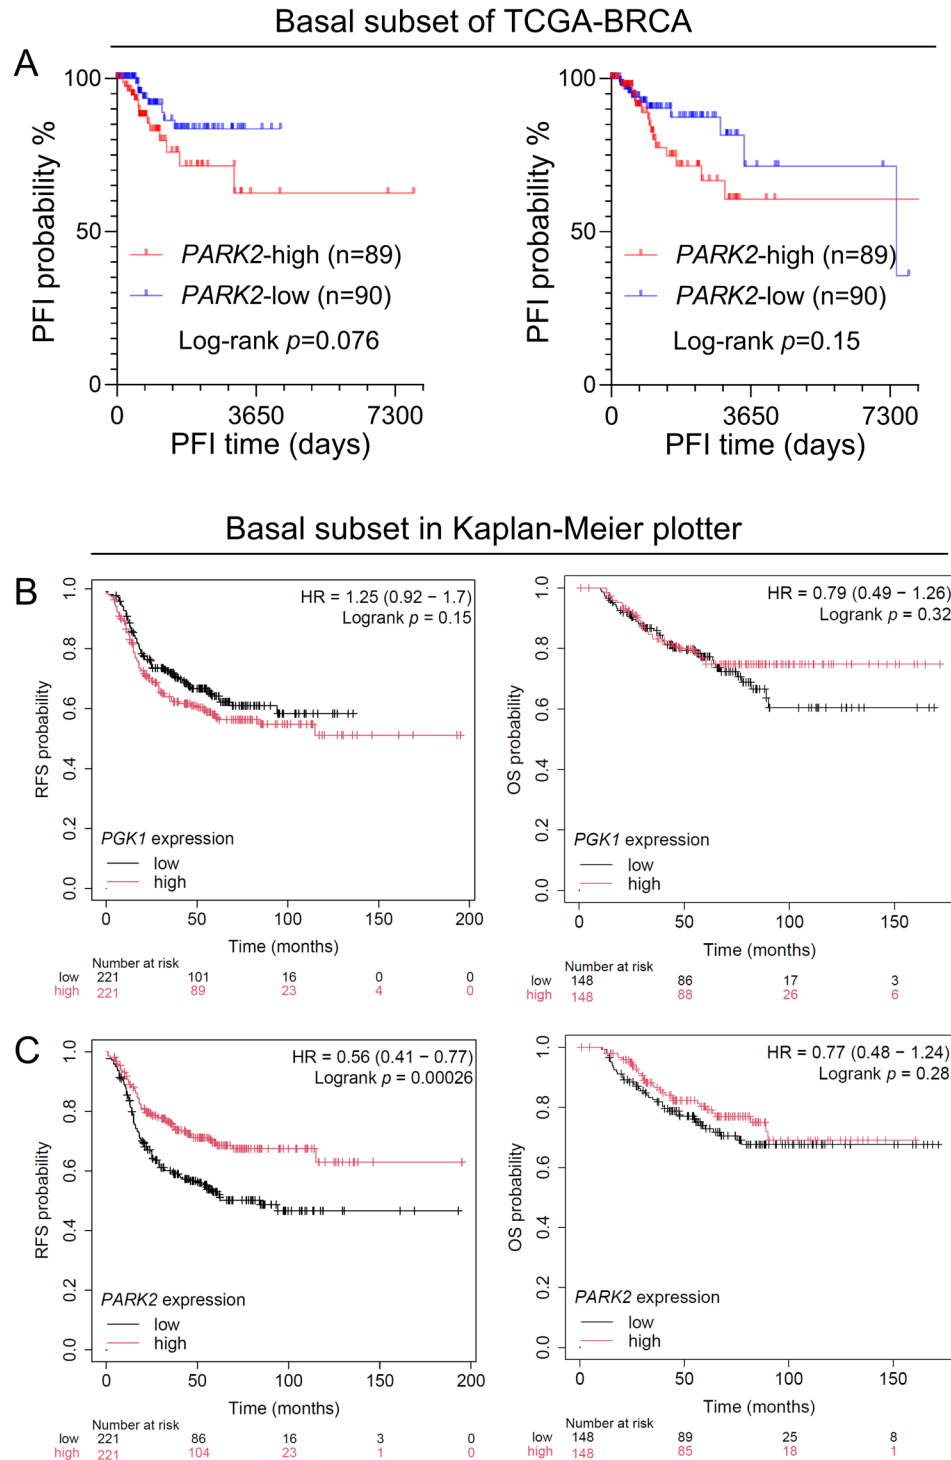 Basal subset of TCGA-BRCA
A
100
50
0
PFI probability %
PARK2-high (n=89)
PARK2-low (n=90)
Log-rank p=0.076
0 3650 7300
PFI time (days)
100
50
0
PFI probability %
PARK2-high (n=89)
PARK2-low (n=90)
Log-rank p=0.15
0 3650 7300
PFI time (days)
Basal subset in Kaplan-Meier plotter
B
HR = 1.25 (0.92 − 1.7)
Logrank p = 0.15
1.0
0.8
0.6
0.4
0.2
0.0
RFS probability
PGK1 expression
low
high
0 50 100 150 200
Time (months)
Number at risk
low 221 101 16 0 0
high 221 89 23 4 0
HR = 0.79 (0.49 − 1.26)
Logrank p = 0.32
1.0
0.8
0.6
0.4
0.2
0.0
OS probability
PGK1 expression
low
high
0 50 100 150
Time (months)
Number at risk
low 148 86 17 3
high 148 88 26 6
C
HR = 0.56 (0.41 − 0.77)
Logrank p = 0.00026
1.0
0.8
0.6
0.4
0.2
0.0
RFS probability
PARK2 expression
low
high
0 50 100 150 200
Time (months)
Number at risk
low 221 86 16 3 0
high 221 104 23 1 0
HR = 0.77 (0.48 − 1.24)
Logrank p = 0.28
1.0
0.8
0.6
0.4
0.2
0.0
OS probability
PARK2 expression
low
high
0 50 100 150
Time (months)
Number at risk
low 148 89 25 8
high 148 85 18 1